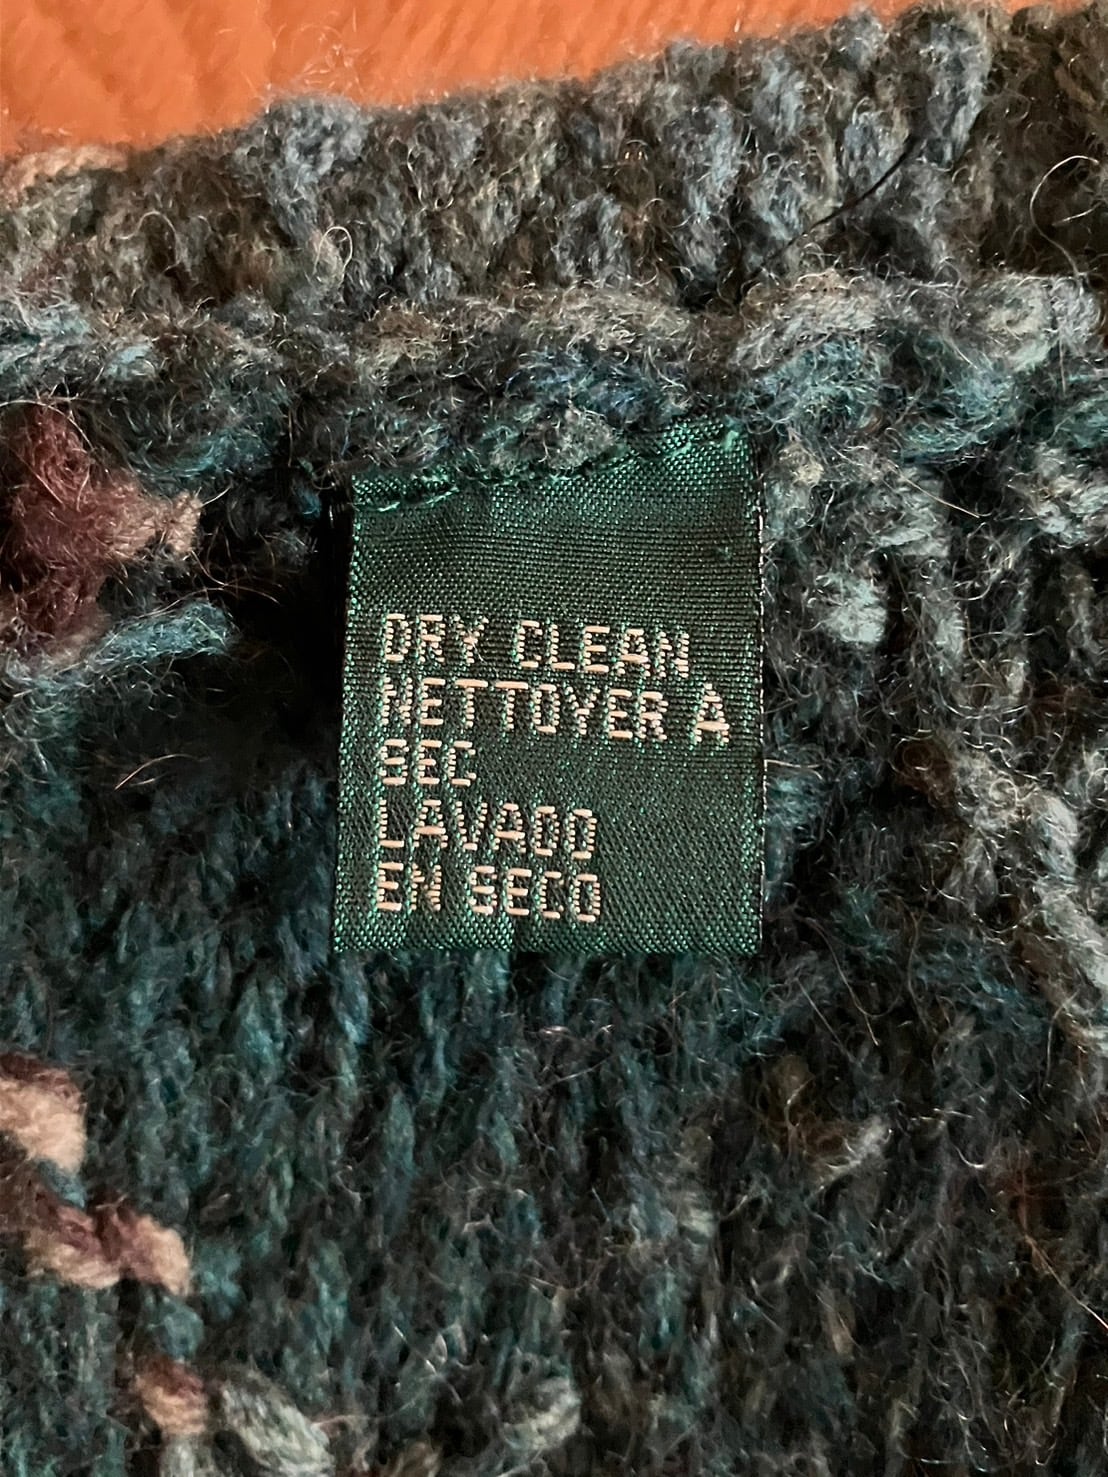 DRY CLEAN
NETTOYER A
SEC
LAVADO
EN SECO